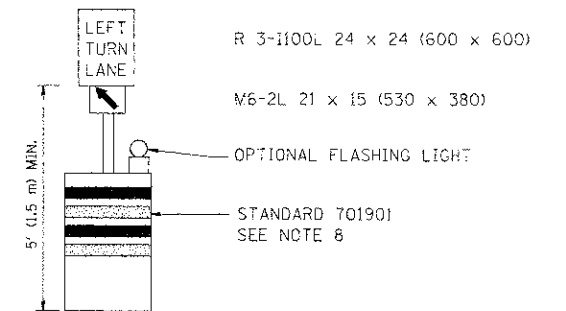 LEFT
TURN
LANE
R 3-I100L 24 x 24 (600 x 600)
M6-2L 21 x 15 (530 x 380)
OPTIONAL FLASHING LIGHT
STANDARD 701901
SEE NOTE 8
5' (1.5 m) MIN.